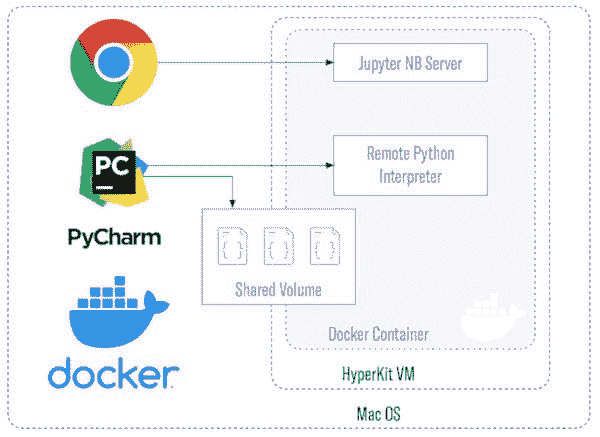 Jupyter NB Server
PC
Remote Python
Interpreter
PyCharm
{ } { } { }
Shared Volume
Docker Container
docker
HyperKit VM
Mac OS